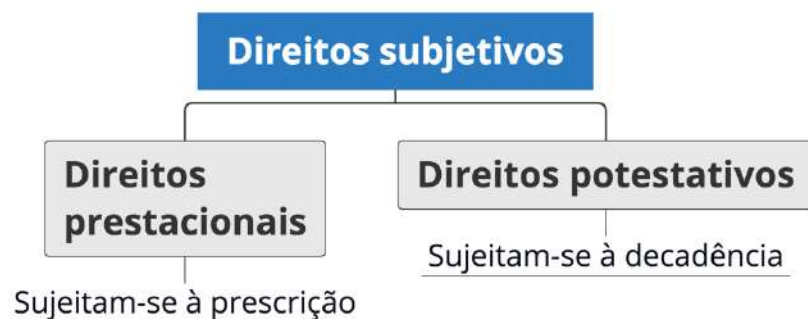 Direitos subjetivos
Direitos
prestacionais
Sujeitam-se à prescrição
Direitos potestativos
Sujeitam-se à decadência